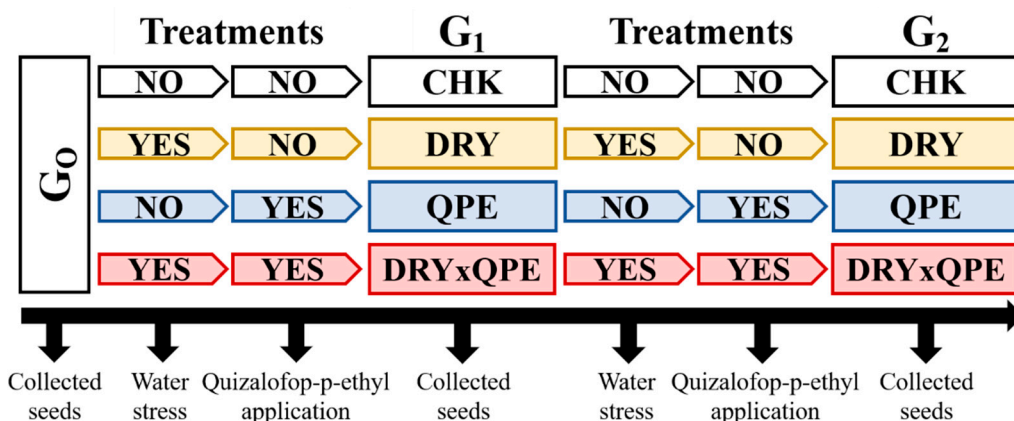 Treatments G₁ Treatments G₂
G₀
NO NO CHK NO NO CHK
YES NO DRY YES NO DRY
NO YES QPE NO YES QPE
YES YES DRYxQPE YES YES DRYxQPE
Collected Water Quizalofop-p-ethyl Collected Water Quizalofop-p-ethyl Collected
seeds stress application seeds stress application seeds